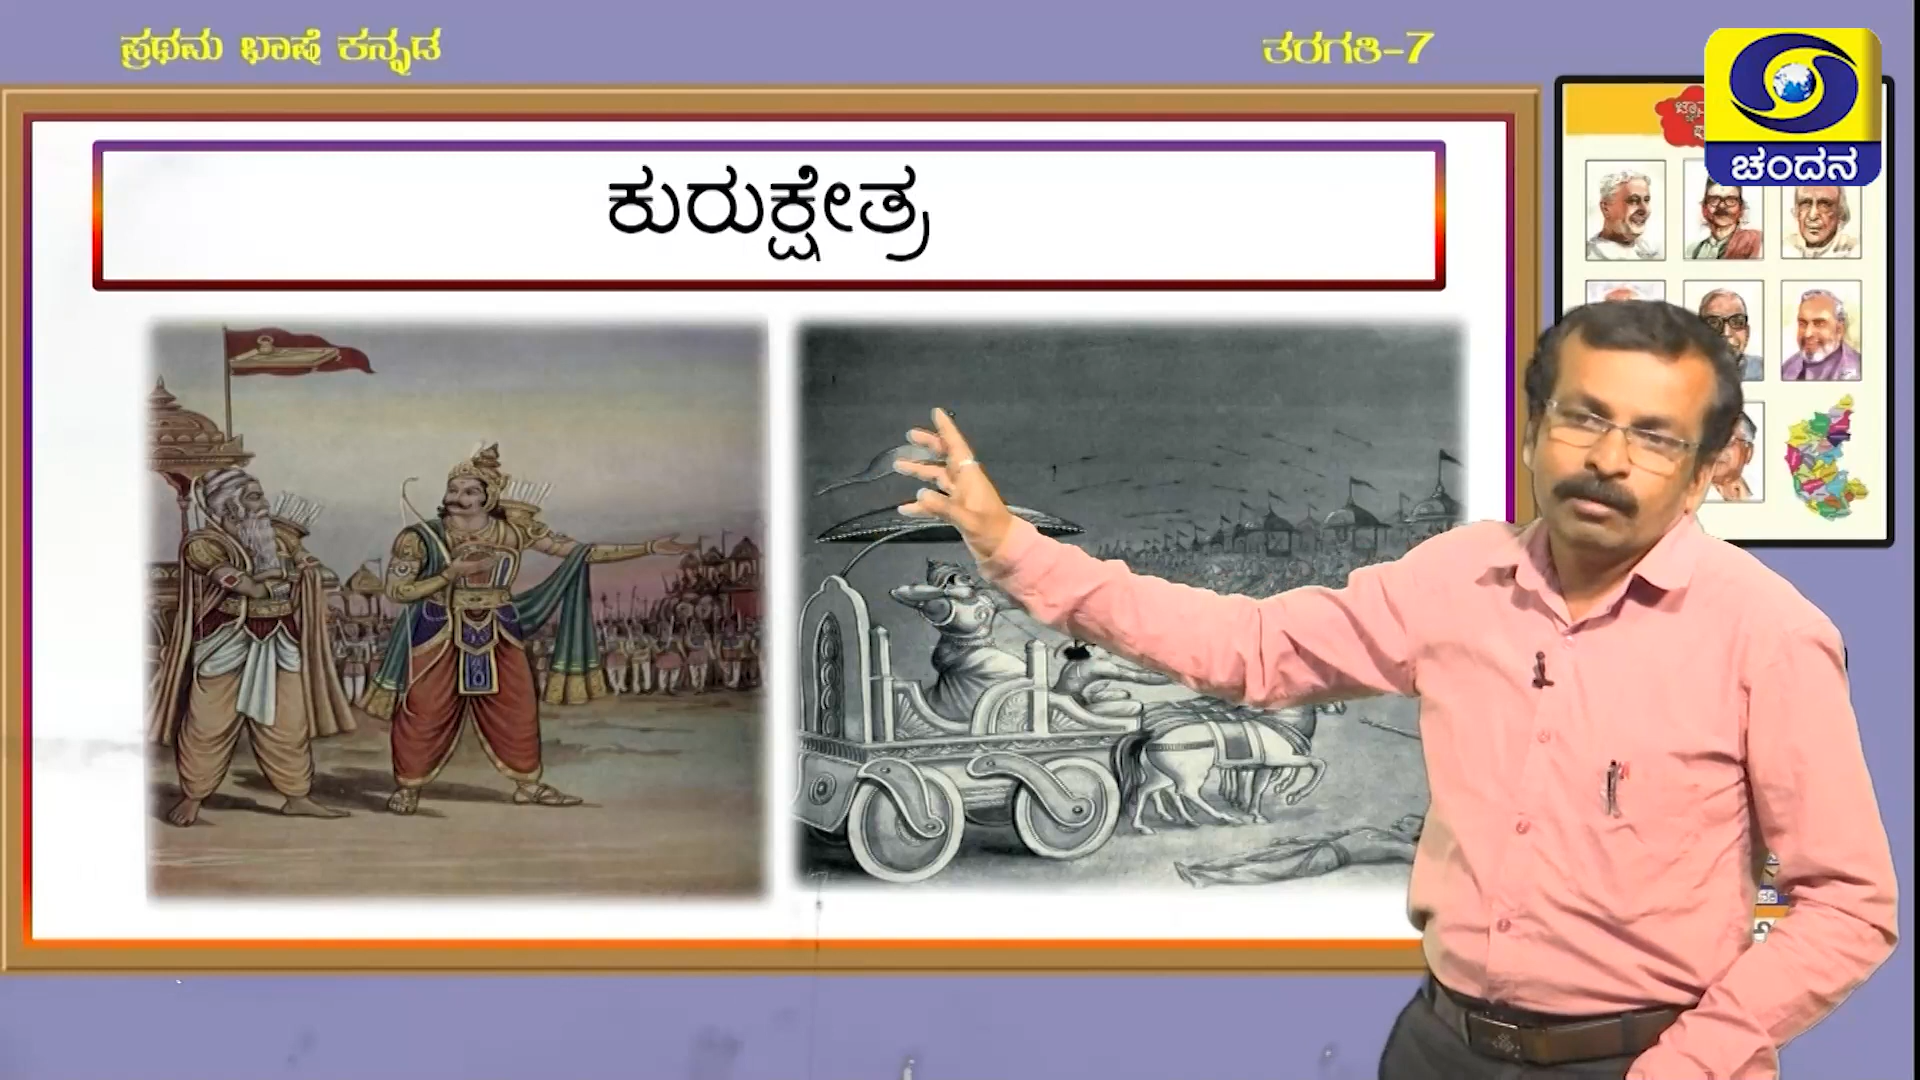 ಪ್ರಥಮ ಭಾಷೆ ಕನ್ನಡ
ತರಗತಿ-7
ಚಂದನ
ಕುರುಕ್ಷೇತ್ರ